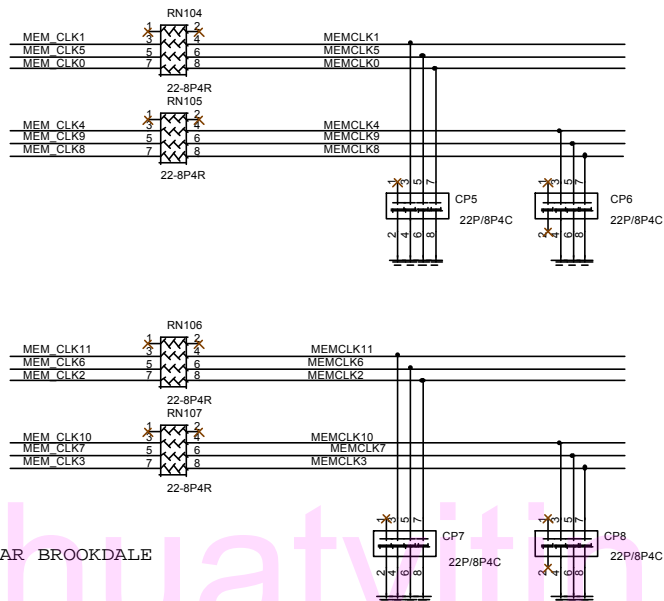 RN104
1 2
MEM_CLK1 3 4 MEMCLK1
MEM_CLK5 5 6 MEMCLK5
MEM_CLK0 7 8 MEMCLK0
22-8P4R
RN105
1 2
MEM_CLK4 3 4 MEMCLK4
MEM_CLK9 5 6 MEMCLK9
MEM_CLK8 7 8 MEMCLK8
22-8P4R
1 3 5 7 CP5
22P/8P4C
2 4 6 8
1 3 5 7 CP6
22P/8P4C
2 4 6 8
RN106
1 2
MEM_CLK11 3 4 MEMCLK11
MEM_CLK6 5 6 MEMCLK6
MEM_CLK2 7 8 MEMCLK2
22-8P4R
RN107
1 2
MEM_CLK10 3 4 MEMCLK10
MEM_CLK7 5 6 MEMCLK7
MEM_CLK3 7 8 MEMCLK3
22-8P4R
1 3 5 7 CP7
22P/8P4C
2 4 6 8
1 3 5 7 CP8
22P/8P4C
2 4 6 8
AR BROOKDALE
huatvitin